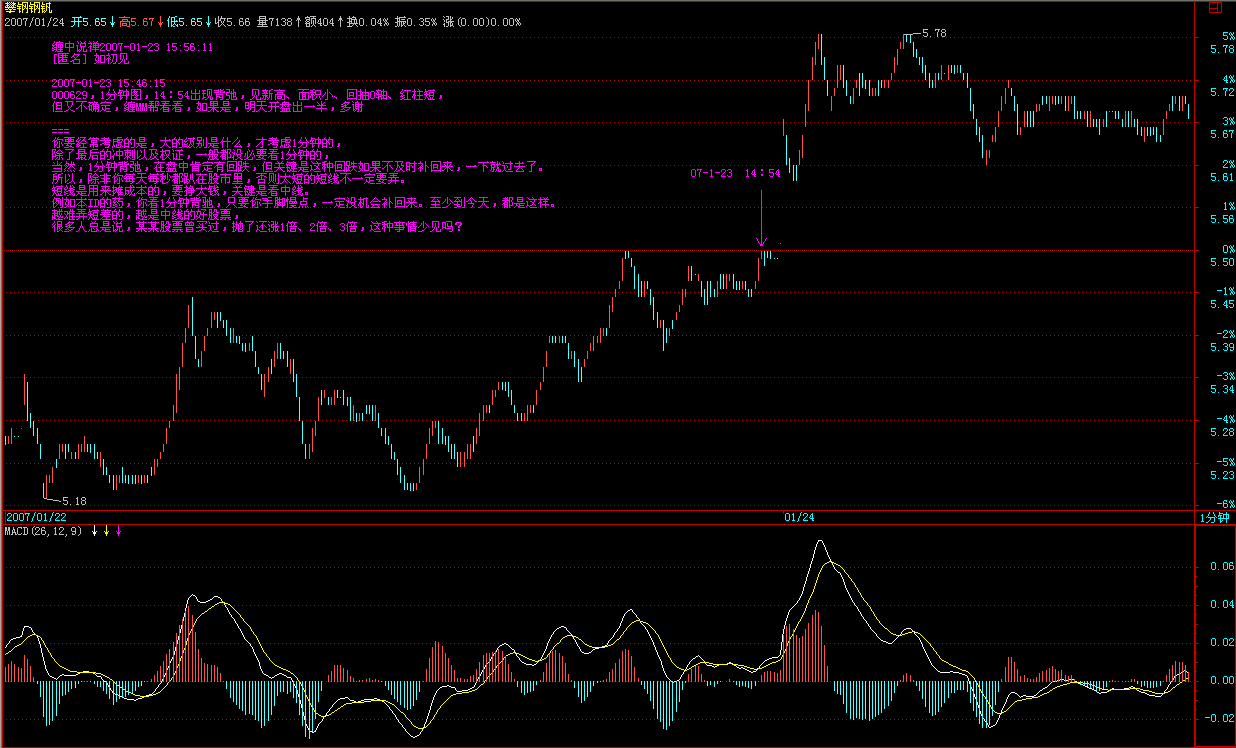 攀钢钢钒
2007/01/24 开5.65↓高5.67↓低5.65↓收5.66 量7138↑额404↑换0.04% 振0.35% 涨(0.00)0.00%
缠中说禅2007-01-23 15:56:11
[匿名] 如初见
2007-01-23 15:46:15
000629，1分钟图，14：54出现背弛，见新高、面积小、回抽0轴、红柱短，
但又不确定，缠MM帮看看，如果是，明天开盘出一半，多谢
===
你要经常考虑的是，大的级别是什么，才考虑1分钟的，
除了最后的冲刺以及权证，一般都没必要看1分钟的，
当然，1分钟背弛，在盘中肯定有回跌，但关键是这种回跌如果不及时补回来，一下就过去了。
所以，除非你每天每秒都趴在股市里，否则太短的短线不一定要弄。
短线是用来摊成本的，要挣大钱，关键是看中线。
例如本ID的药，你看1分钟背弛，只要你手脚慢点，一定没机会补回来。至少到今天，都是这样。
越难弄短差的，越是中线的好股票，
很多人总是说，某某股票曾买过，抛了还涨1倍、2倍、3倍，这种事情少见吗？
07-1-23 14：54
5.78
5.18
5%
5.78
4%
5.72
3%
5.67
2%
5.61
1%
5.56
0%
5.50
-1%
5.45
-2%
5.39
-3%
5.34
-4%
5.28
-5%
5.23
-6%
2007/01/22
01/24
1分钟
MACD(26,12,9) ↓ ↓ ↓
0.06
0.04
0.02
0.00
-0.02